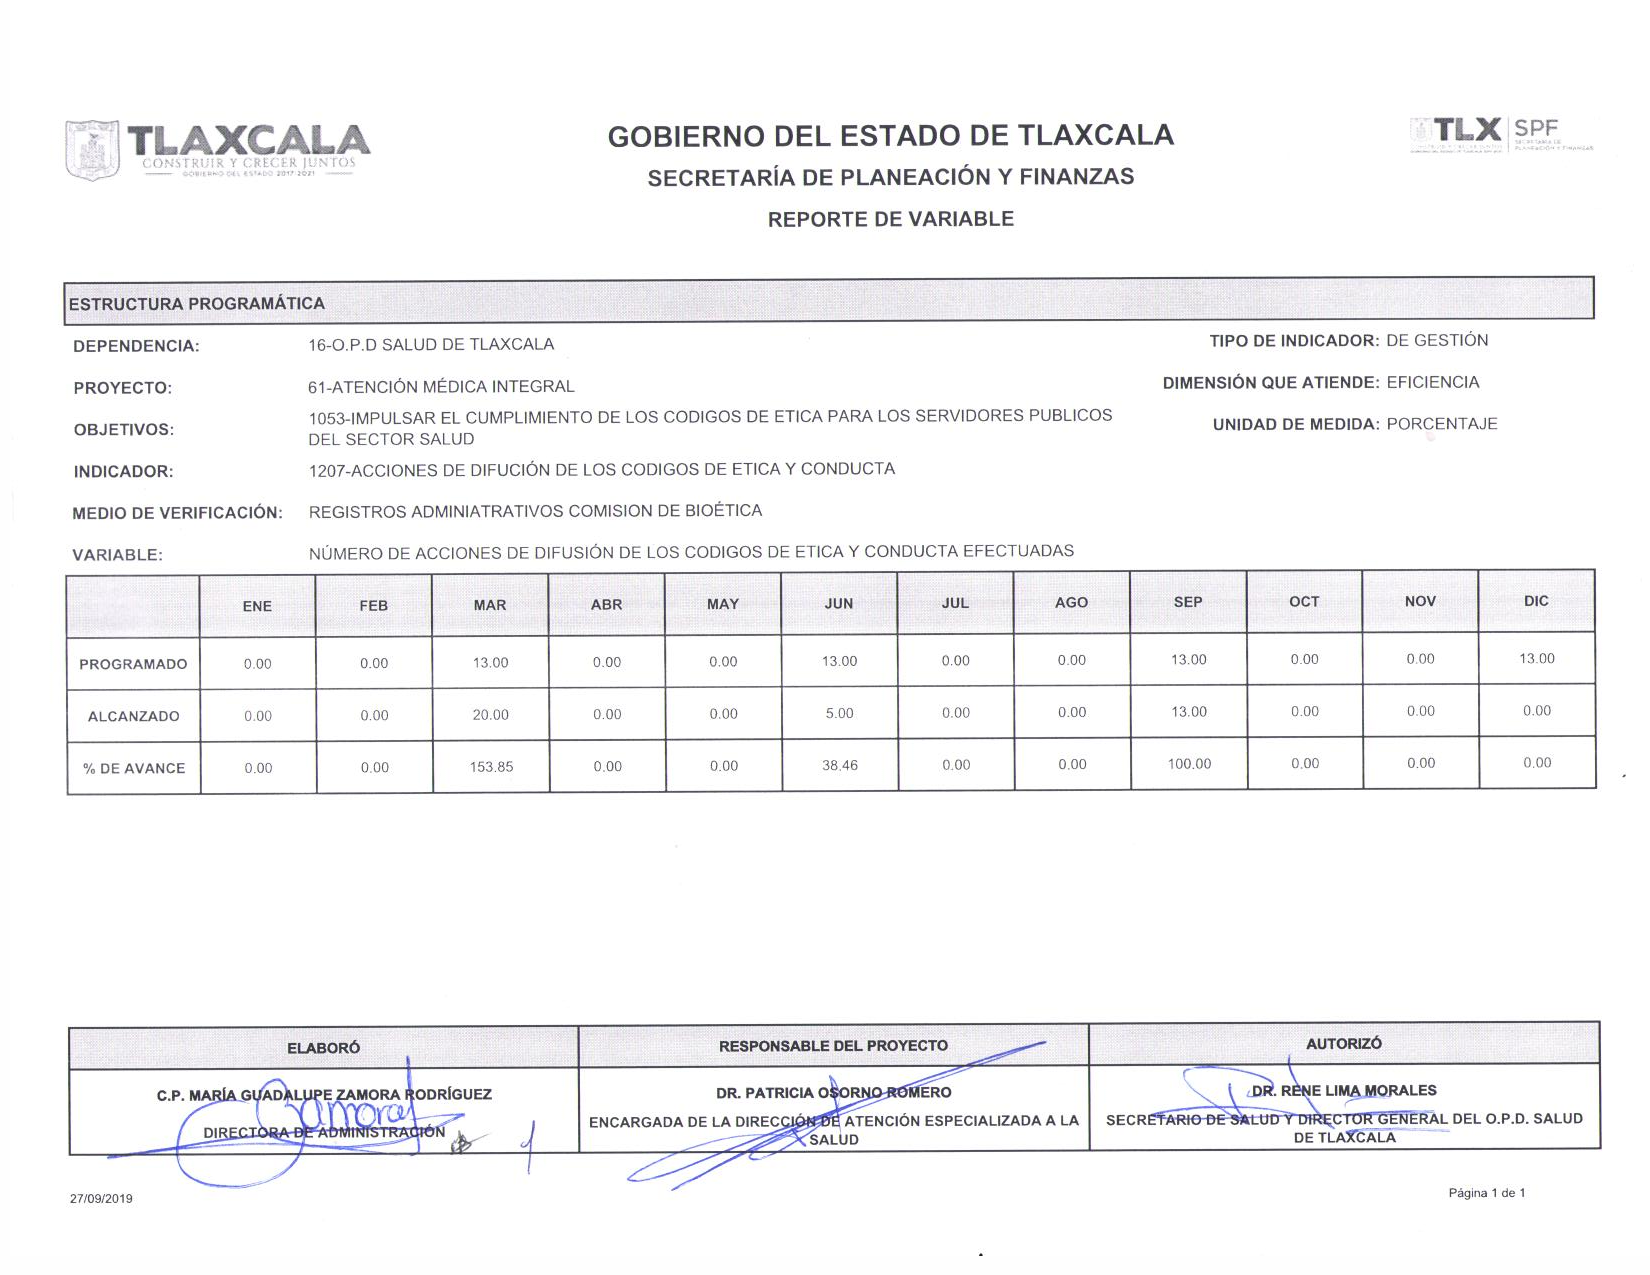 TLAXCALA
CONSTRUIR Y CRECER JUNTOS
GOBIERNO DEL ESTADO 2017-2021
GOBIERNO DEL ESTADO DE TLAXCALA
SECRETARÍA DE PLANEACIÓN Y FINANZAS
REPORTE DE VARIABLE
TLX SPF
SECRETARÍA DE
PLANEACIÓN Y FINANZAS
ESTRUCTURA PROGRAMÁTICA
DEPENDENCIA: 16-O.P.D SALUD DE TLAXCALA
TIPO DE INDICADOR: DE GESTIÓN
PROYECTO: 61-ATENCIÓN MÉDICA INTEGRAL
DIMENSIÓN QUE ATIENDE: EFICIENCIA
OBJETIVOS: 1053-IMPULSAR EL CUMPLIMIENTO DE LOS CODIGOS DE ETICA PARA LOS SERVIDORES PUBLICOS
DEL SECTOR SALUD
UNIDAD DE MEDIDA: PORCENTAJE
INDICADOR: 1207-ACCIONES DE DIFUCIÓN DE LOS CODIGOS DE ETICA Y CONDUCTA
MEDIO DE VERIFICACIÓN: REGISTROS ADMINIATRATIVOS COMISION DE BIOÉTICA
VARIABLE: NÚMERO DE ACCIONES DE DIFUSIÓN DE LOS CODIGOS DE ETICA Y CONDUCTA EFECTUADAS
ENE FEB MAR ABR MAY JUN JUL AGO SEP OCT NOV DIC
PROGRAMADO 0.00 0.00 13.00 0.00 0.00 13.00 0.00 0.00 13.00 0.00 0.00 13.00
ALCANZADO 0.00 0.00 20.00 0.00 0.00 5.00 0.00 0.00 13.00 0.00 0.00 0.00
% DE AVANCE 0.00 0.00 153.85 0.00 0.00 38.46 0.00 0.00 100.00 0.00 0.00 0.00
ELABORÓ
C.P. MARÍA GUADALUPE ZAMORA RODRÍGUEZ
DIRECTORA DE ADMINISTRACIÓN
RESPONSABLE DEL PROYECTO
DR. PATRICIA OSORNO ROMERO
ENCARGADA DE LA DIRECCIÓN DE ATENCIÓN ESPECIALIZADA A LA
SALUD
AUTORIZÓ
DR. RENE LIMA MORALES
SECRETARIO DE SALUD Y DIRECTOR GENERAL DEL O.P.D. SALUD
DE TLAXCALA
27/09/2019
Página 1 de 1